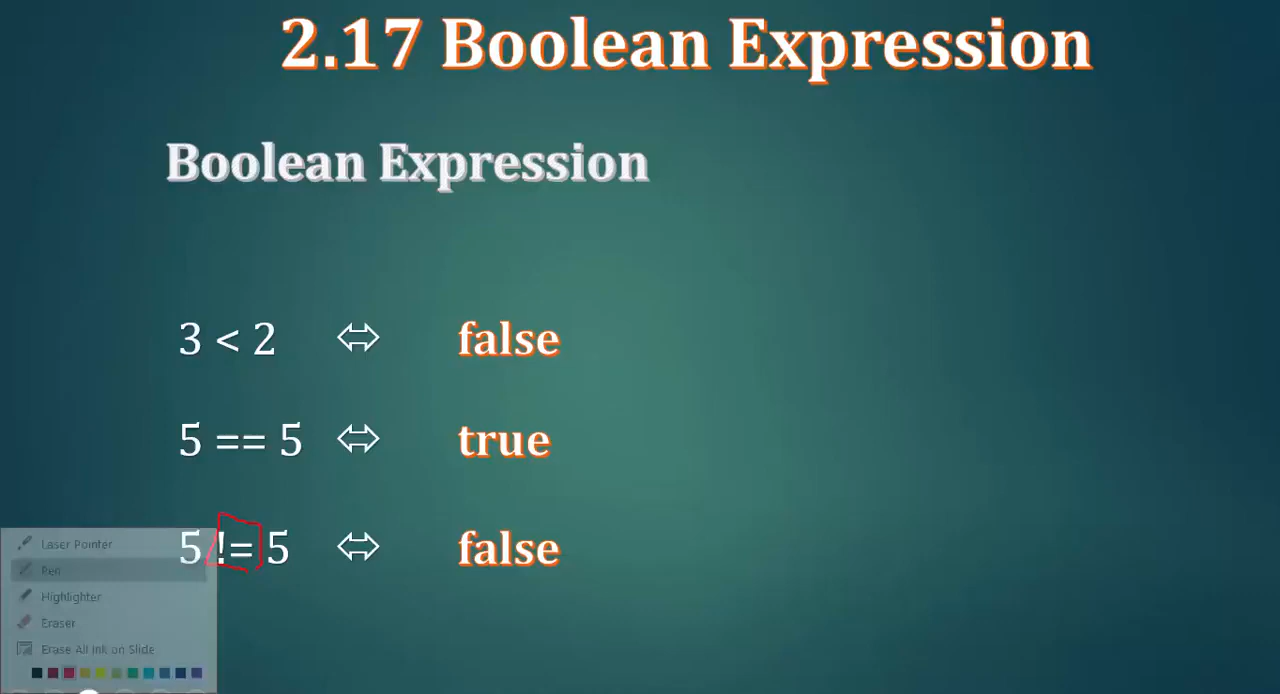 2.17 Boolean Expression
Boolean Expression
3 < 2 ⇔ false
5 == 5 ⇔ true
5 != 5 ⇔ false
Laser Pointer
Pen
Highlighter
Eraser
Erase All Ink on Slide